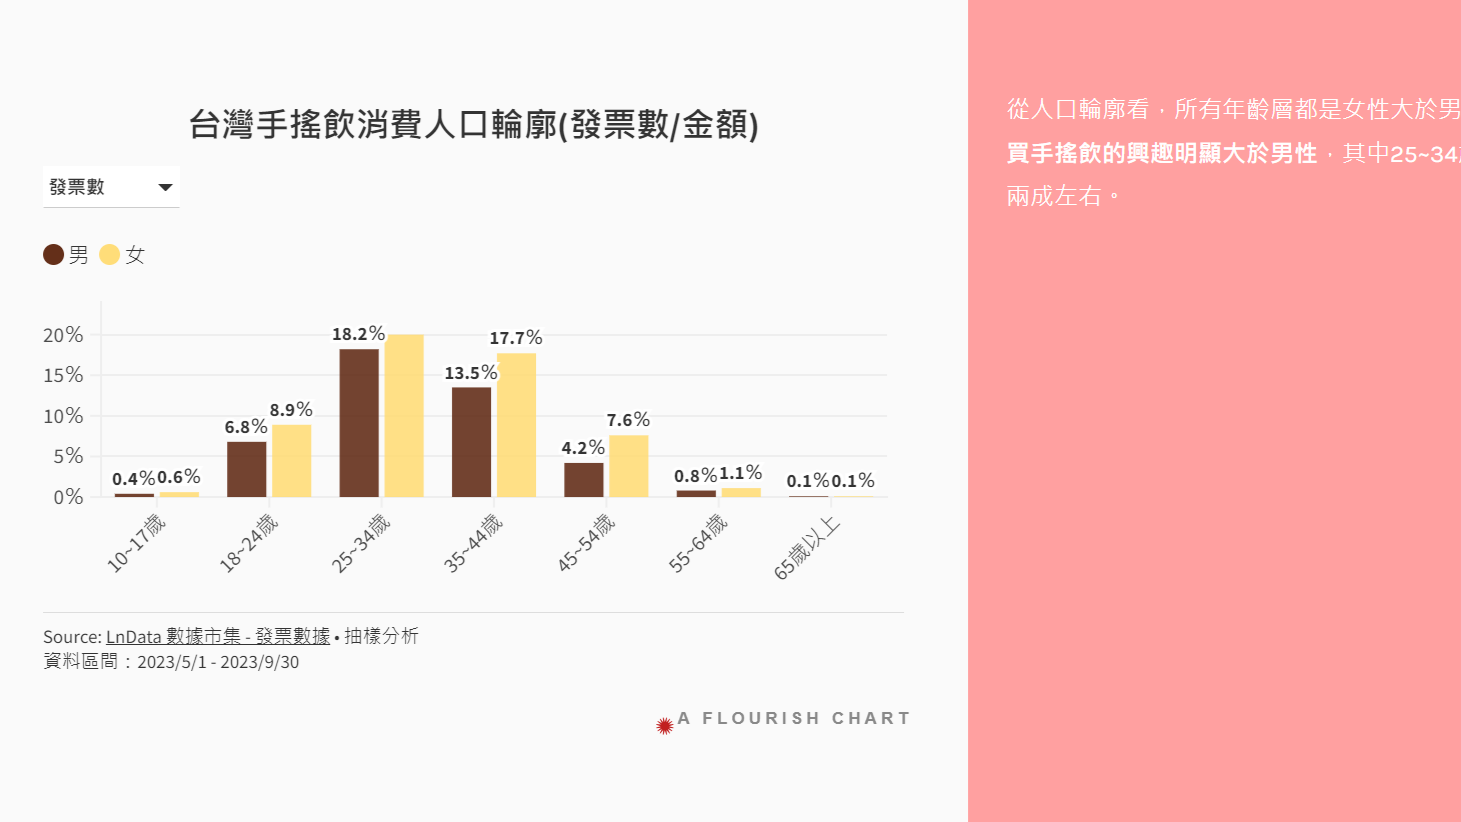 台灣手搖飲消費人口輪廓(發票數/金額)
發票數
男 女
20%
15%
10%
5%
0%
0.4% 0.6% 6.8% 8.9% 18.2% 13.5% 17.7% 4.2% 7.6% 0.8% 1.1% 0.1% 0.1%
10~17歲 18~24歲 25~34歲 35~44歲 45~54歲 55~64歲 65歲以上
Source: LnData 數據市集 - 發票數據 • 抽樣分析
資料區間：2023/5/1 - 2023/9/30
A FLOURISH CHART
從人口輪廓看，所有年齡層都是女性大於男
買手搖飲的興趣明顯大於男性，其中25~34
兩成左右。